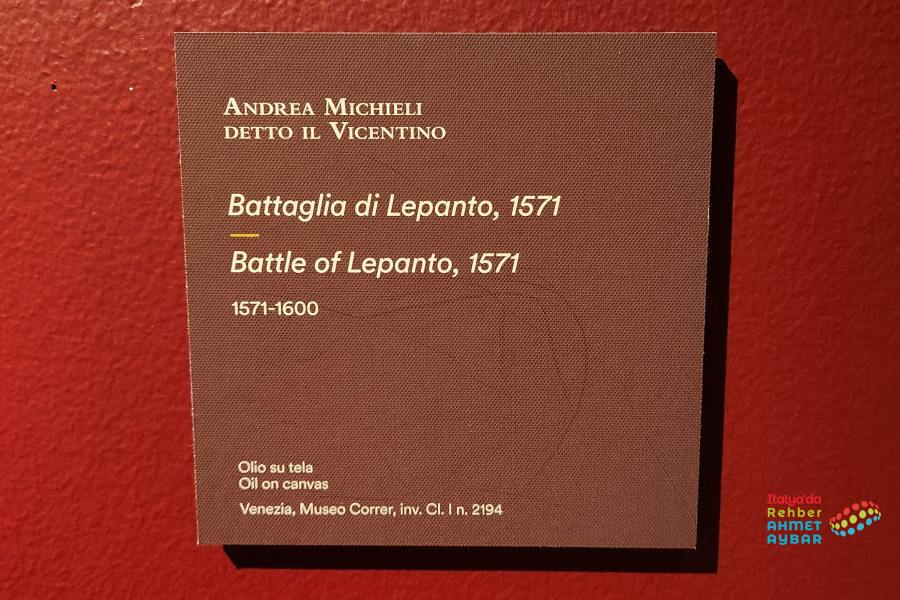 Andrea Michieli
detto il Vicentino
Battaglia di Lepanto, 1571
Battle of Lepanto, 1571
1571-1600
Olio su tela
Oil on canvas
Venezia, Museo Correr, inv. Cl. I n. 2194
Italya'da
Rehber
AHMET
AYBAR